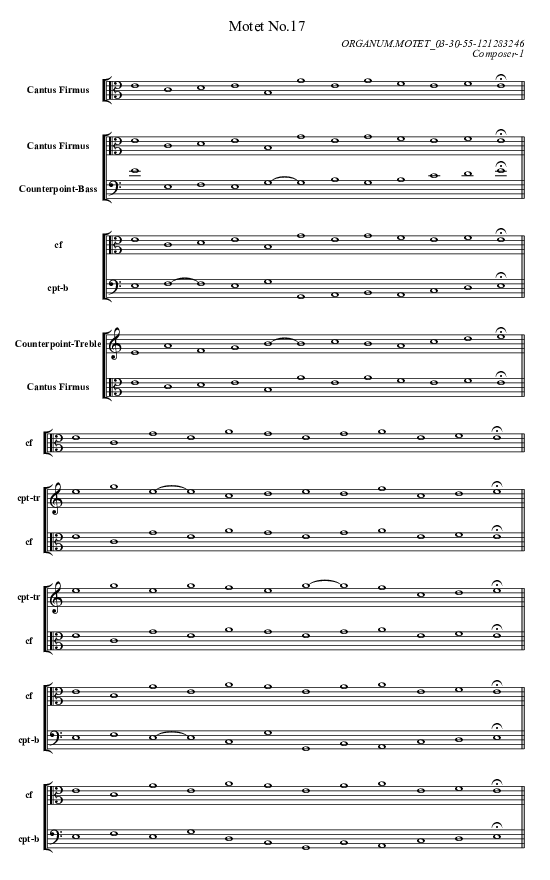 Motet No.17
ORGANUM.MOTET_03-30-55-121283246
Composer-1
Cantus Firmus
Cantus Firmus
Counterpoint-Bass
cf
cpt-b
Counterpoint-Treble
Cantus Firmus
cf
cpt-tr
cf
cpt-tr
cf
cf
cpt-b
cf
cpt-b